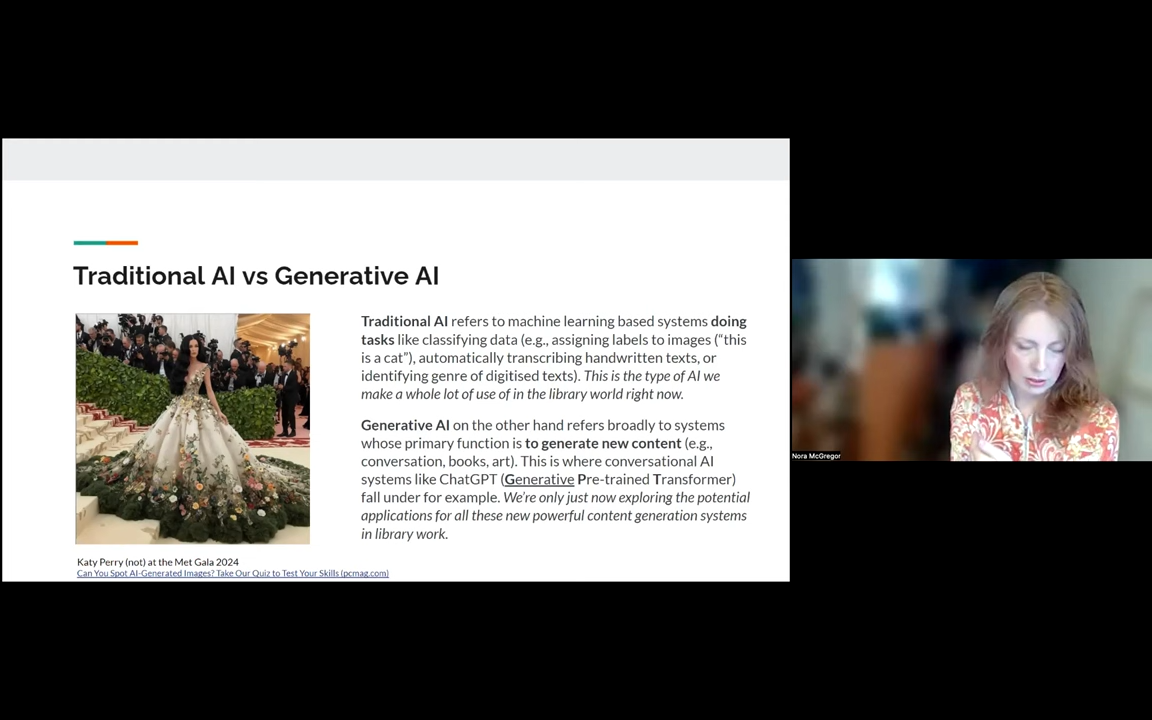 Traditional AI vs Generative AI
Traditional AI refers to machine learning based systems doing
tasks like classifying data (e.g., assigning labels to images (“this
is a cat”), automatically transcribing handwritten texts, or
identifying genre of digitised texts). This is the type of AI we
make a whole lot of use of in the library world right now.
Generative AI on the other hand refers broadly to systems
whose primary function is to generate new content (e.g.,
conversation, books, art). This is where conversational AI
systems like ChatGPT (Generative Pre-trained Transformer)
fall under for example. We’re only just now exploring the potential
applications for all these new powerful content generation systems
in library work.
Katy Perry (not) at the Met Gala 2024
Can You Spot AI-Generated Images? Take Our Quiz to Test Your Skills (pcmag.com)
Nora McGregor